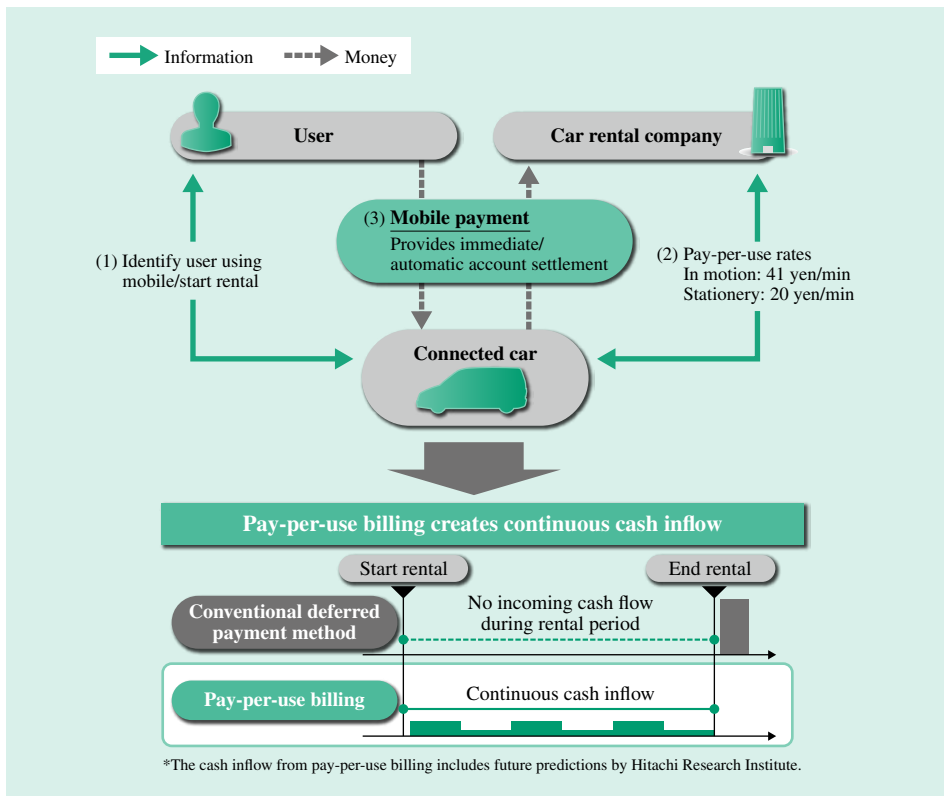 Information
Money
User
Car rental company
(3) Mobile payment
Provides immediate/
automatic account settlement
(1) Identify user using
mobile/start rental
(2) Pay-per-use rates
In motion: 41 yen/min
Stationery: 20 yen/min
Connected car
Pay-per-use billing creates continuous cash inflow
Start rental
End rental
Conventional deferred
payment method
No incoming cash flow
during rental period
Pay-per-use billing
Continuous cash inflow
*The cash inflow from pay-per-use billing includes future predictions by Hitachi Research Institute.